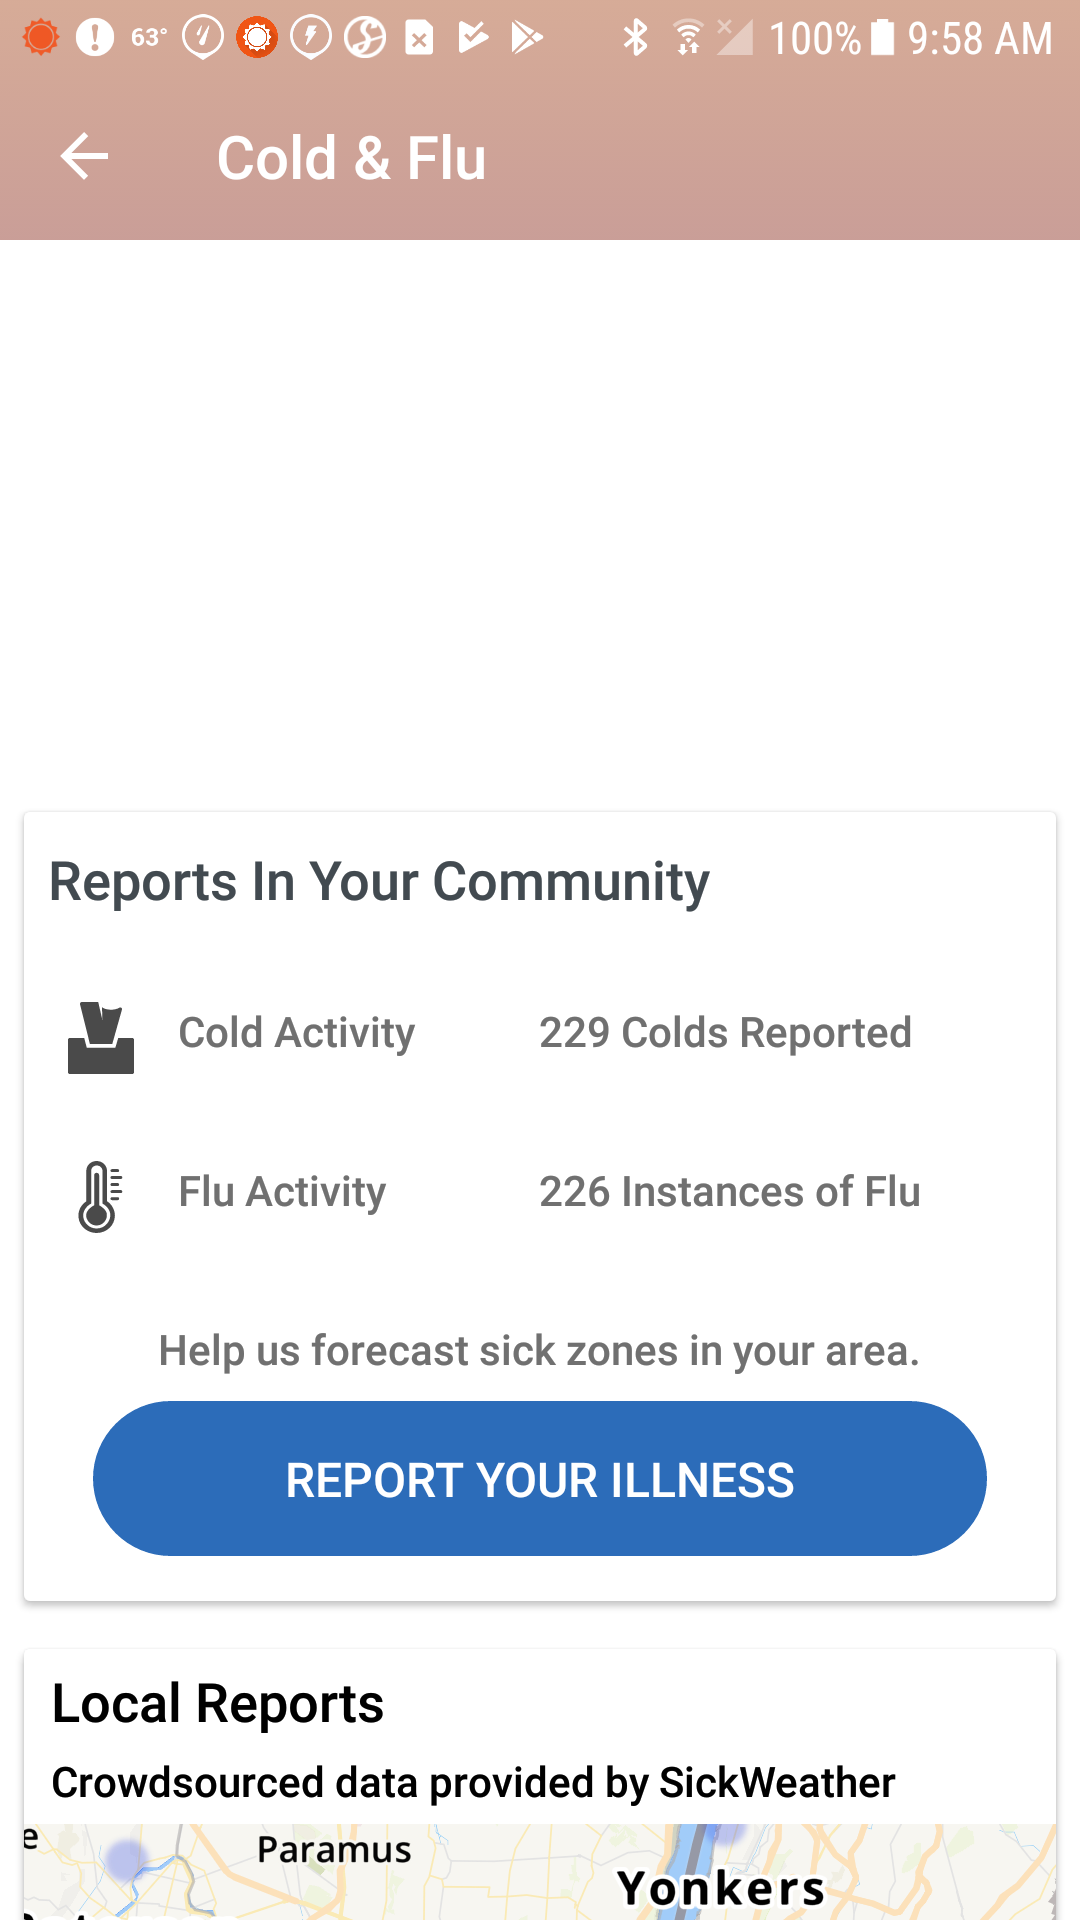 63° 100% 9:58 AM
Cold & Flu
Reports In Your Community
Cold Activity 229 Colds Reported
Flu Activity 226 Instances of Flu
Help us forecast sick zones in your area.
REPORT YOUR ILLNESS
Local Reports
Crowdsourced data provided by SickWeather
Paramus
Yonkers